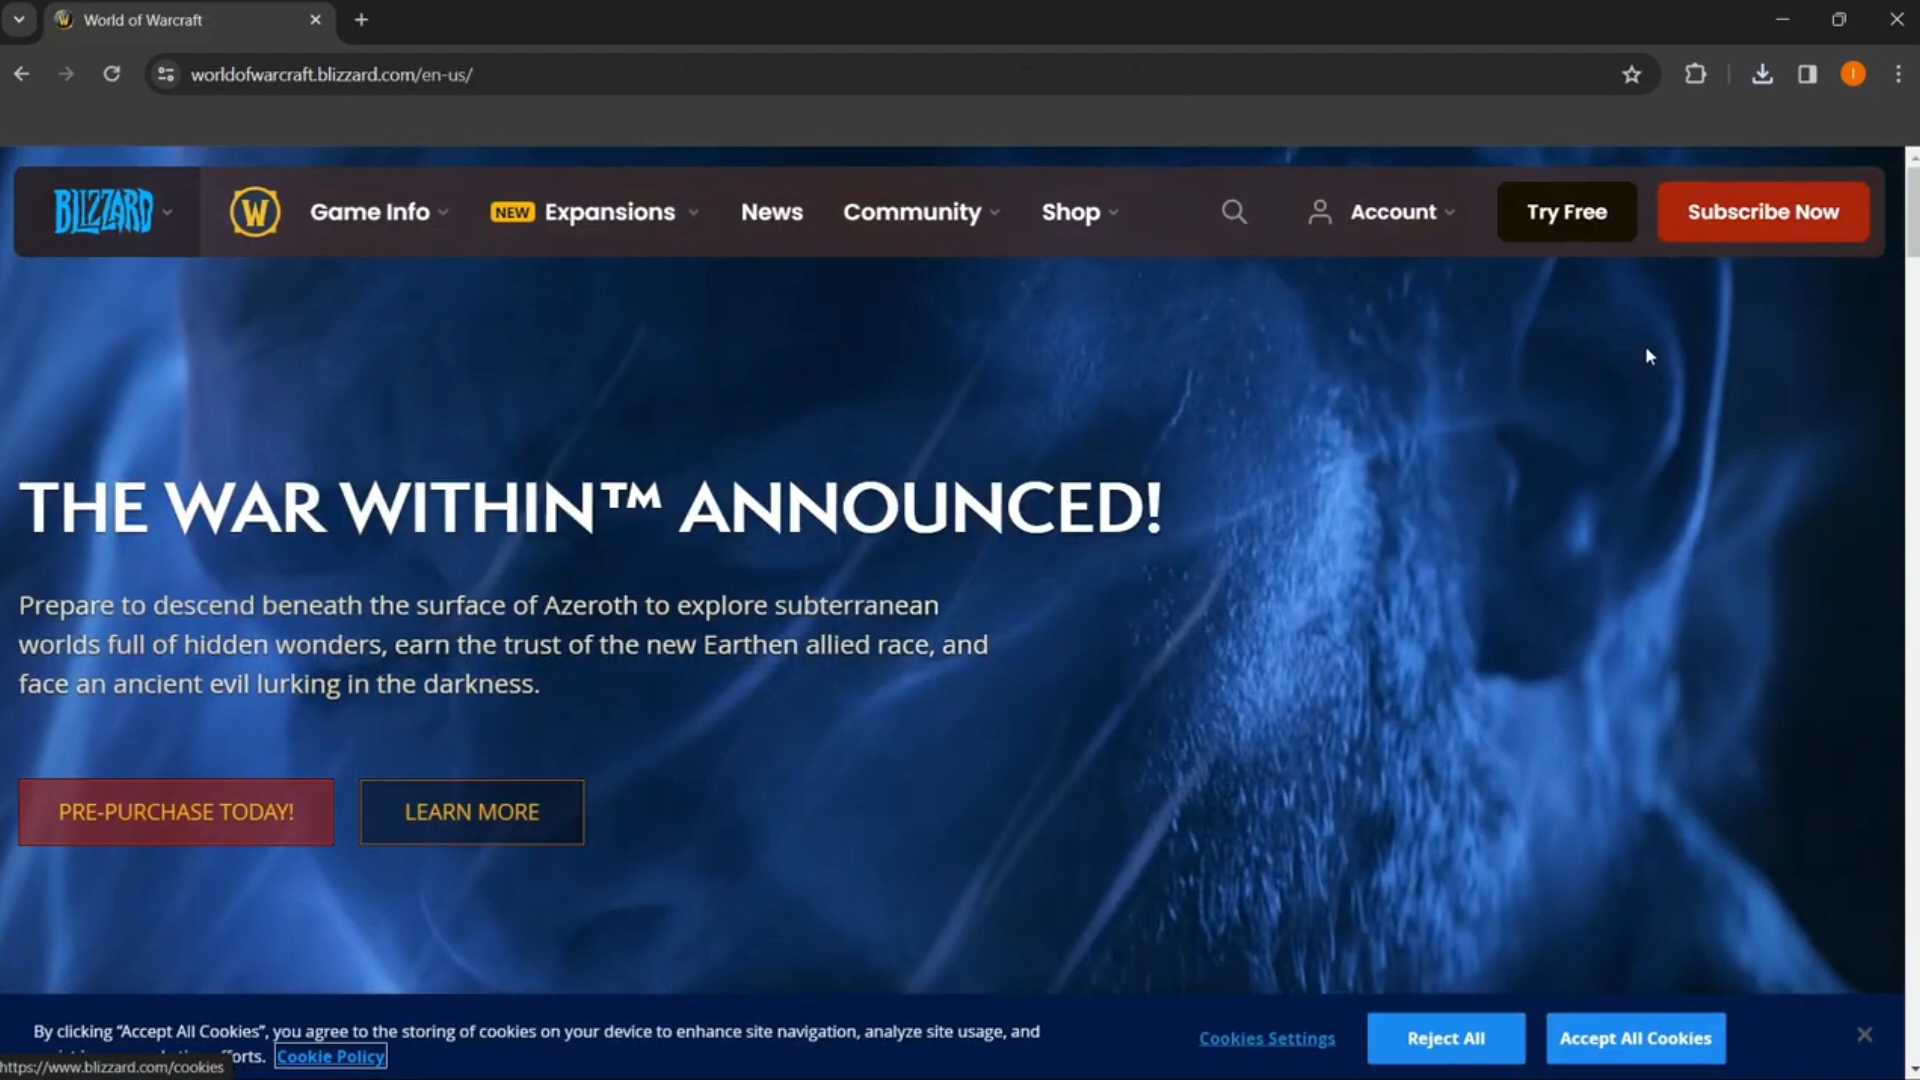 World of Warcraft
worldofwarcraft.blizzard.com/en-us/
I
BLIZZARD
W
Game Info
NEW Expansions
News
Community
Shop
Account
Try Free
Subscribe Now
THE WAR WITHIN™ ANNOUNCED!
Prepare to descend beneath the surface of Azeroth to explore subterranean
worlds full of hidden wonders, earn the trust of the new Earthen allied race, and
face an ancient evil lurking in the darkness.
PRE-PURCHASE TODAY!
LEARN MORE
By clicking “Accept All Cookies”, you agree to the storing of cookies on your device to enhance site navigation, analyze site usage, and
Cookie Policy
Cookies Settings
Reject All
Accept All Cookies
https://www.blizzard.com/cookies